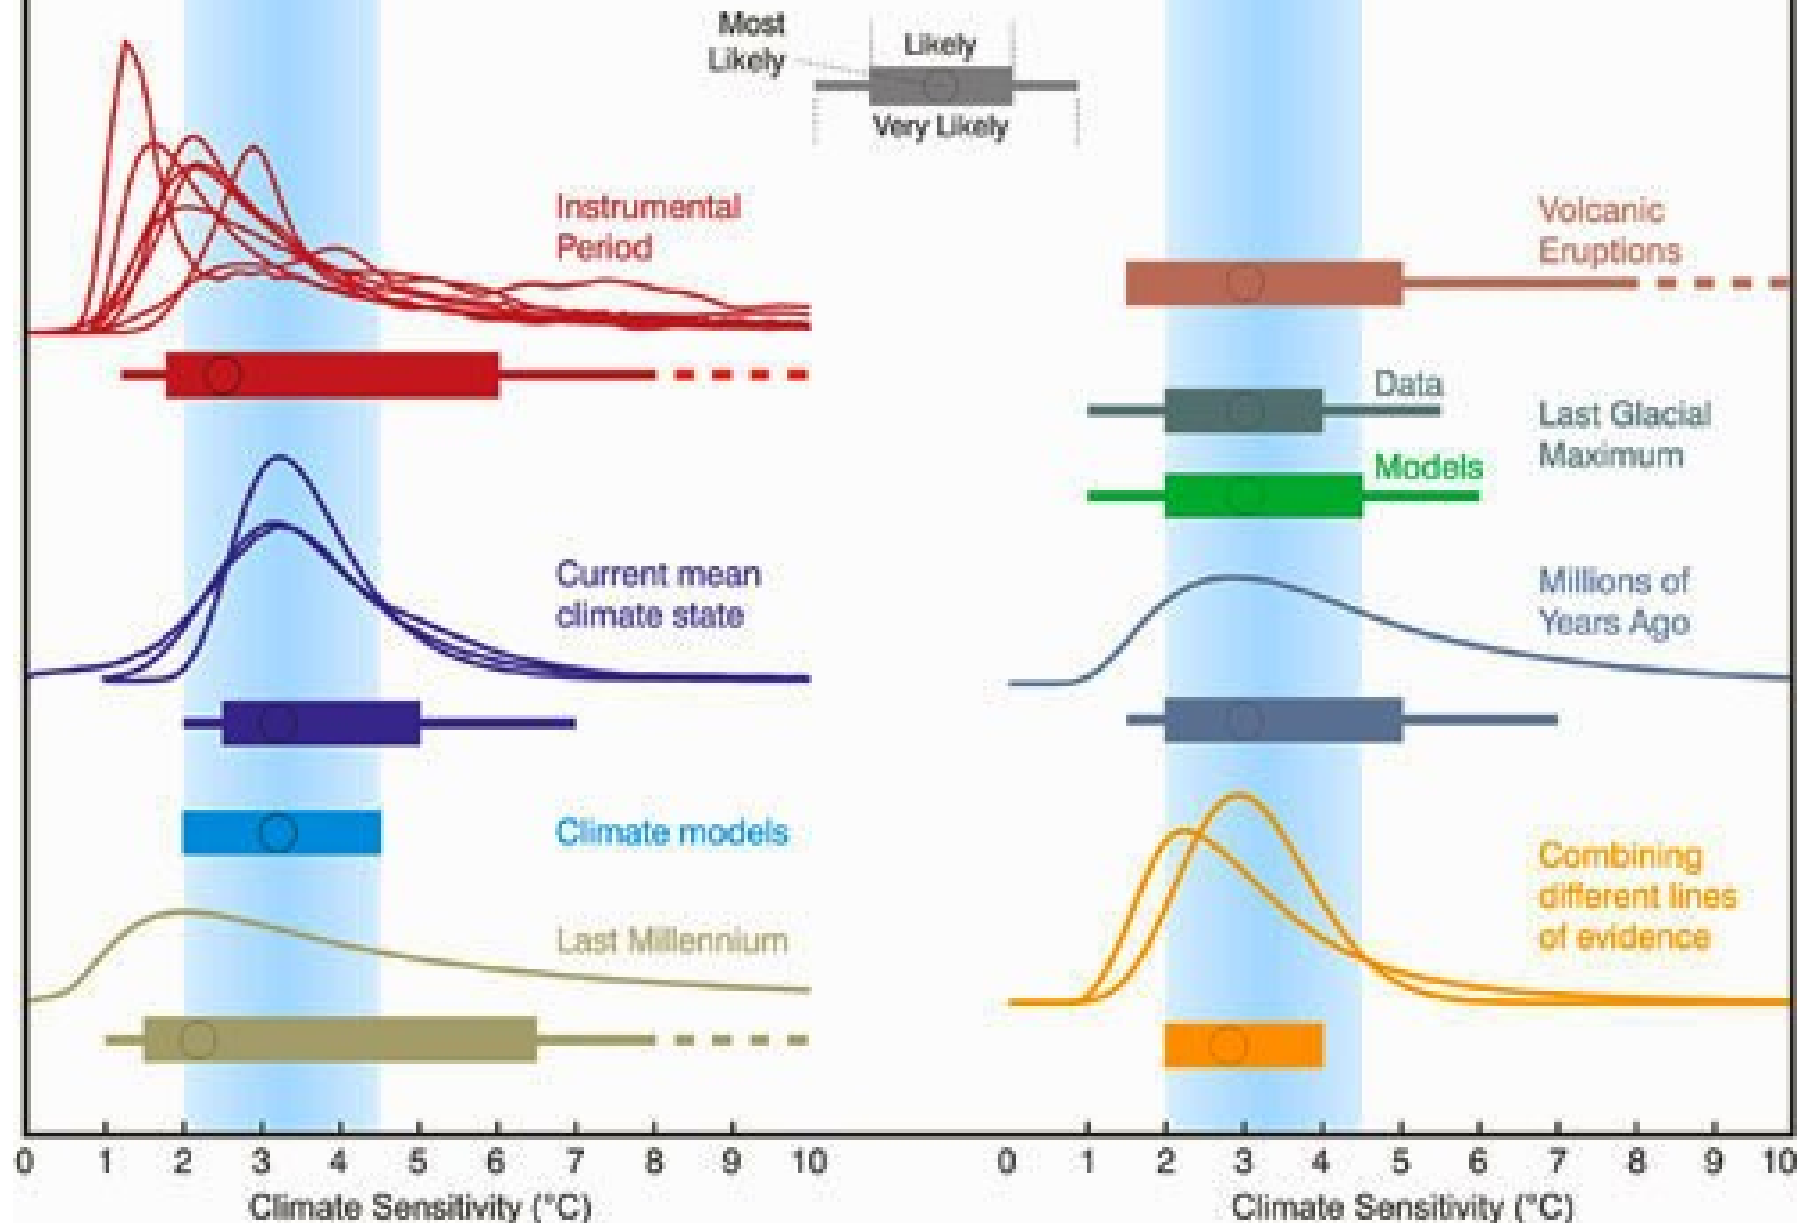 Most
Likely
Likely
Very Likely
Instrumental
Period
Current mean
climate state
Climate models
Last Millennium
0 1 2 3 4 5 6 7 8 9 10
Climate Sensitivity (°C)
Volcanic
Eruptions
Data
Last Glacial
Maximum
Models
Millions of
Years Ago
Combining
different lines
of evidence
0 1 2 3 4 5 6 7 8 9 10
Climate Sensitivity (°C)